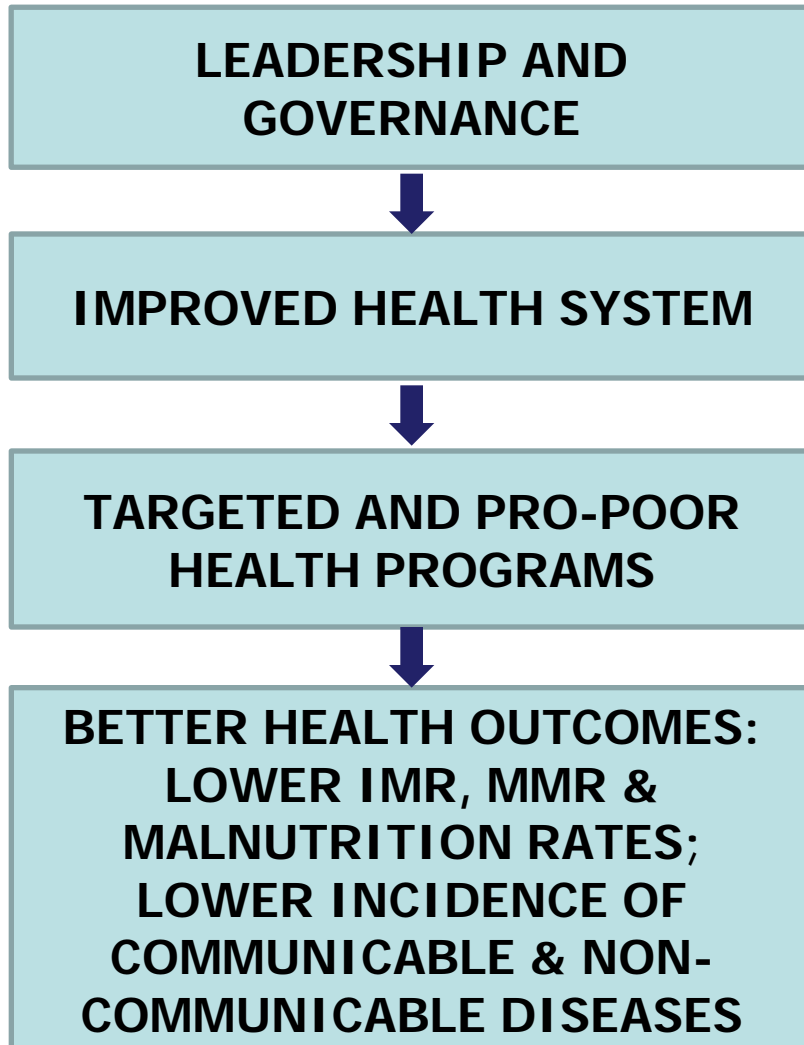 LEADERSHIP AND
GOVERNANCE
IMPROVED HEALTH SYSTEM
TARGETED AND PRO-POOR
HEALTH PROGRAMS
BETTER HEALTH OUTCOMES:
LOWER IMR, MMR &
MALNUTRITION RATES;
LOWER INCIDENCE OF
COMMUNICABLE & NON-
COMMUNICABLE DISEASES